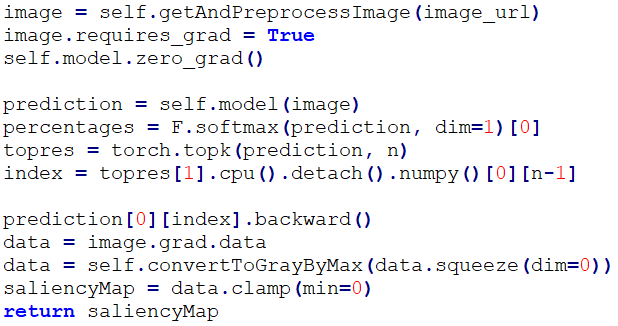 image = self.getAndPreprocessImage(image_url)
image.requires_grad = True
self.model.zero_grad()
prediction = self.model(image)
percentages = F.softmax(prediction, dim=1)[0]
topres = torch.topk(prediction, n)
index = topres[1].cpu().detach().numpy()[0][n-1]
prediction[0][index].backward()
data = image.grad.data
data = self.convertToGrayByMax(data.squeeze(dim=0))
saliencyMap = data.clamp(min=0)
return saliencyMap